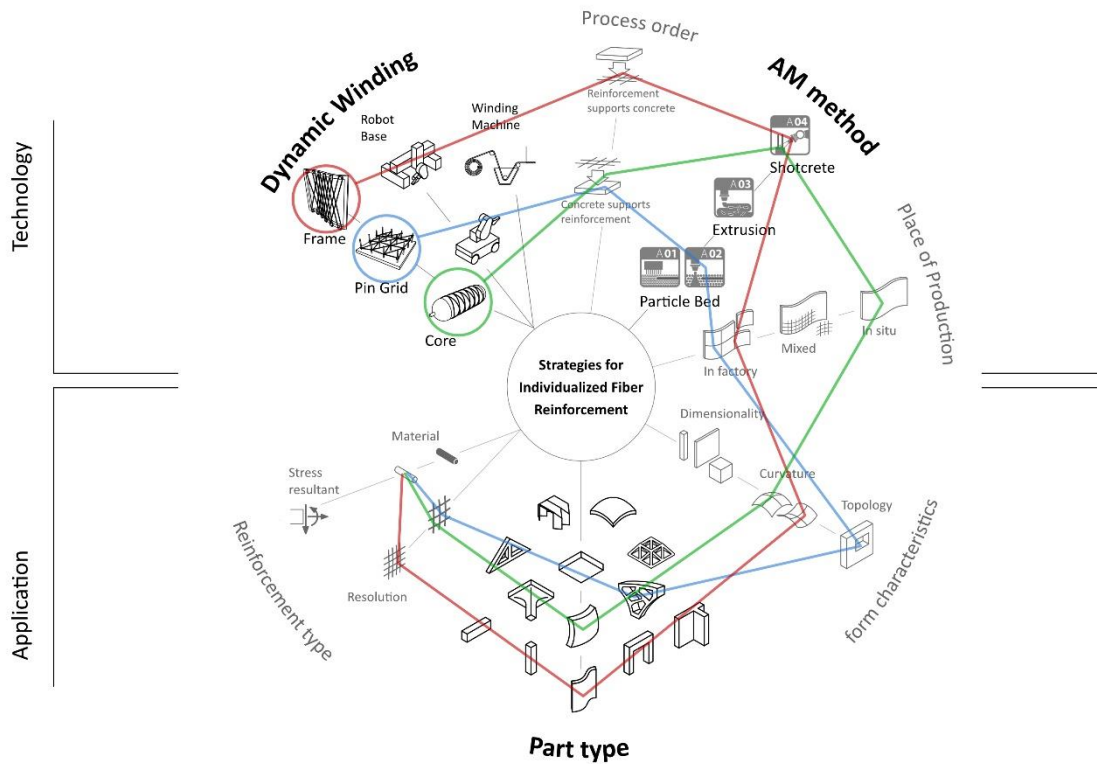 Process order
Dynamic Winding
AM method
Reinforcement
supports concrete
Robot
Base
Winding
Machine
A04
Shotcrete
Technology
Concrete supports
reinforcement
A03
Extrusion
Frame
Pin Grid
A01
A02
Particle Bed
Core
Place of Production
In situ
Mixed
In factory
Strategies for
Individualized Fiber
Reinforcement
Dimensionality
Material
Curvature
Stress
resultant
Topology
Reinforcement type
Resolution
form characteristics
Application
Part type